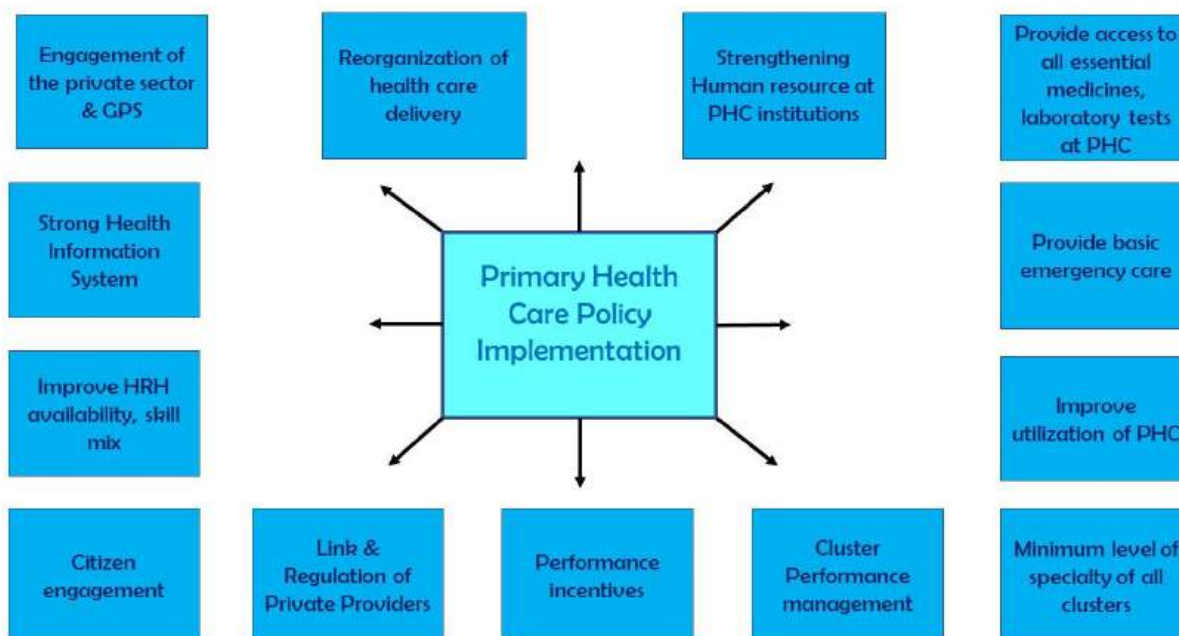 Engagement of
the private sector
& GPS
Reorganization of
health care
delivery
Strengthening
Human resource at
PHC institutions
Provide access to
all essential
medicines,
laboratory tests
at PHC
Strong Health
Information
System
Primary Health
Care Policy
Implementation
Provide basic
emergency care
Improve HRH
availability, skill
mix
Improve
utilization of PHC
Citizen
engagement
Link &
Regulation of
Private Providers
Performance
incentives
Cluster
Performance
management
Minimum level of
specialty of all
clusters